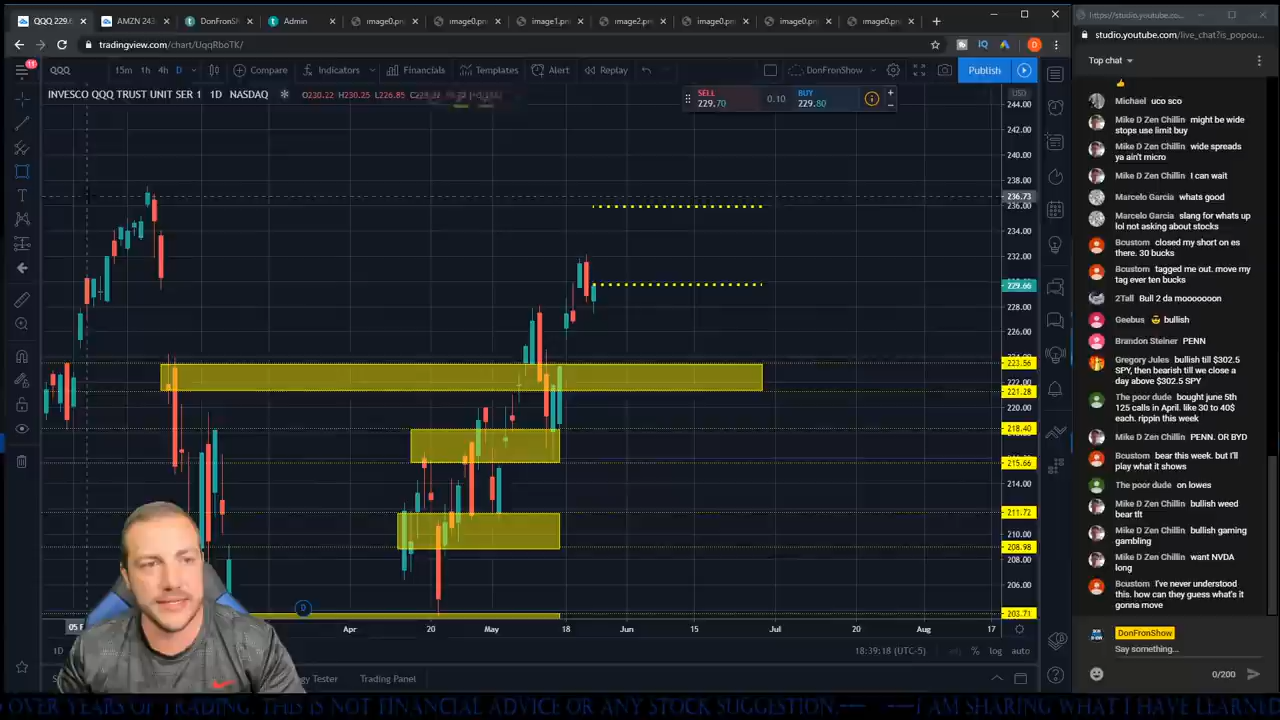 QQQ 229.6
AMZN 243
DonFronSh
Admin
image0.pn
image0.pn
image1.pn
image2.pn
image0.pn
image0.pn
image0.pn
https://studio.youtube.com/live_chat?is_popou...
tradingview.com/chart/UqqRboTK/
studio.youtube.com/live_chat?is_popou...
Top chat
11
QQQ
15m 1h 4h D
Compare
Indicators
Financials
Templates
Alert
Replay
DonFronShow
Publish
INVESCO QQQ TRUST UNIT SER 1 1D NASDAQ
O230.22 H230.25 L226.85
SELL
229.70
0.10
BUY
229.80
USD
244.00
242.00
240.00
238.00
236.73
236.00
234.00
232.00
229.66
228.00
226.00
223.56
222.00
221.28
220.00
218.40
215.66
214.00
211.72
210.00
208.98
206.00
203.71
D
05 F
Apr
20
May
18
Jun
15
Jul
20
Aug
17
1D
18:39:18 (UTC-5)
%
log
auto
gy Tester
Trading Panel
Michael uco sco
Mike D Zen Chillin might be wide
stops use limit buy
Mike D Zen Chillin wide spreads
ya ain't micro
Mike D Zen Chillin I can wait
Marcelo Garcia whats good
Marcelo Garcia slang for whats up
lol not asking about stocks
Bcustom closed my short on es
there. 30 bucks
Bcustom tagged me out. move my
tag ever ten bucks
2Tall Bull 2 da mooooooon
Geebus 😎 bullish
Brandon Steiner PENN
Gregory Jules bullish till $302.5
SPY, then bearish till we close a
day above $302.5 SPY
The poor dude bought june 5th
125 calls in April. like 30 to 40$
each. rippin this week
Mike D Zen Chillin PENN. OR BYD
Bcustom bear this week. but I'll
play what it shows
The poor dude on lowes
Mike D Zen Chillin bullish weed
bear tlt
Mike D Zen Chillin bullish gaming
gambling
Mike D Zen Chillin want NVDA
long
Bcustom I've never understood
this. how can they guess what's it
gonna move
DonFronShow
Say something...
0/200
OVER YEARS OF TRADING. THIS IS NOT FINANCIAL ADVICE OR ANY STOCK SUGGESTION.--- ---I AM SHARING WHAT I HAVE LEARNED